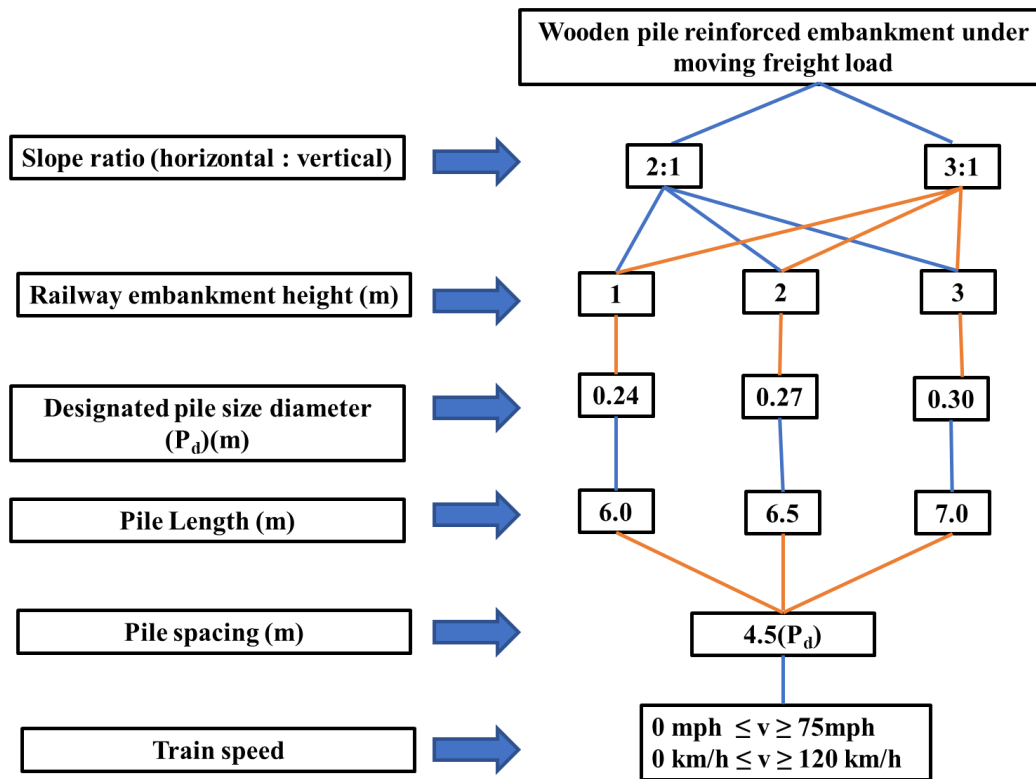 Wooden pile reinforced embankment under
moving freight load
Slope ratio (horizontal : vertical)
2:1
3:1
Railway embankment height (m)
1
2
3
Designated pile size diameter
(Pd)(m)
0.24
0.27
0.30
Pile Length (m)
6.0
6.5
7.0
Pile spacing (m)
4.5(Pd)
Train speed
0 mph ≤ v ≥ 75mph
0 km/h ≤ v ≥ 120 km/h